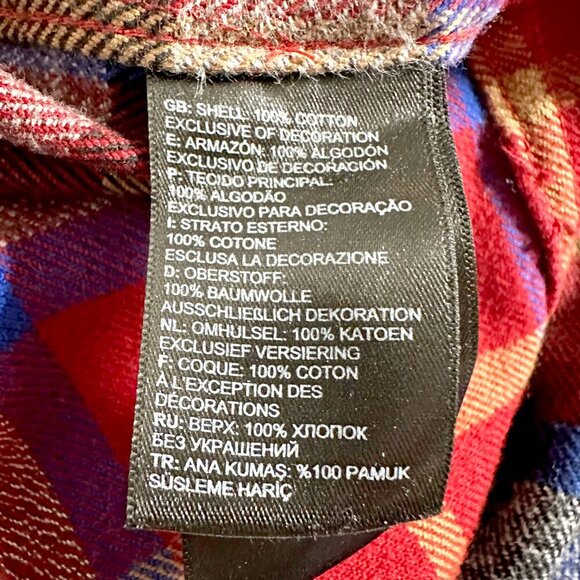 GB: SHELL: 100% COTTON
EXCLUSIVE OF DECORATION
E: ARMAZÓN: 100% ALGODÓN
EXCLUSIVO DE DECORACIÓN
P: TECIDO PRINCIPAL:
100% ALGODÃO
EXCLUSIVO PARA DECORAÇÃO
I: STRATO ESTERNO:
100% COTONE
ESCLUSA LA DECORAZIONE
D: OBERSTOFF:
100% BAUMWOLLE
AUSSCHLIEßLICH DEKORATION
NL: OMHULSEL: 100% KATOEN
EXCLUSIEF VERSIERING
F: COQUE: 100% COTON
À L'EXCEPTION DES
DÉCORATIONS
RU: ВЕРХ: 100% ХЛОПОК
БЕЗ УКРАШЕНИЙ
TR: ANA KUMAS: %100 PAMUK
SÜSLEME HARİÇ